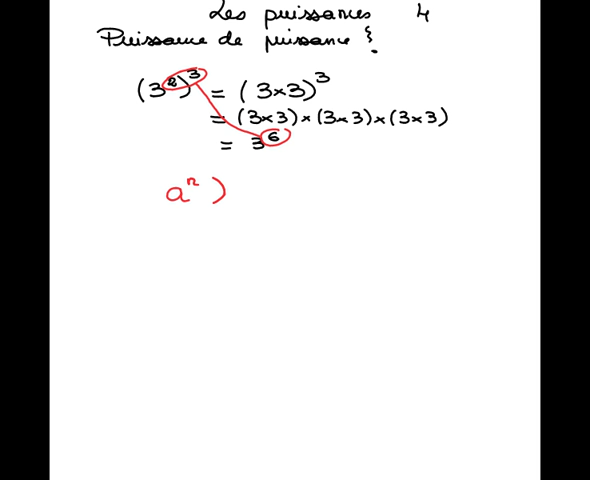 Les puissances 4
Puissance de puissance ?
(3²)³ = (3×3)³
= (3×3)×(3×3)×(3×3)
= 3⁶
aⁿ )